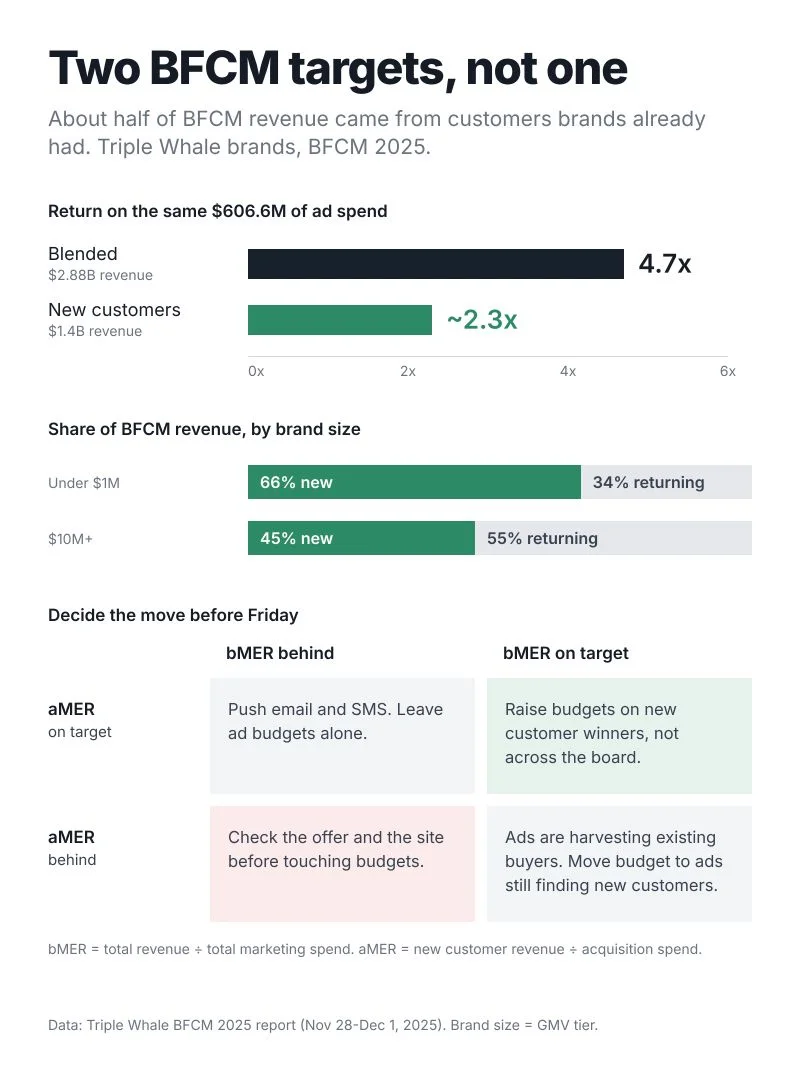 Two BFCM targets, not one
About half of BFCM revenue came from customers brands already
had. Triple Whale brands, BFCM 2025.
Return on the same $606.6M of ad spend
Blended
$2.88B revenue
4.7x
New customers
$1.4B revenue
~2.3x
0x 2x 4x 6x
Share of BFCM revenue, by brand size
Under $1M 66% new 34% returning
$10M+ 45% new 55% returning
Decide the move before Friday
bMER behind bMER on target
aMER
on target
Push email and SMS. Leave
ad budgets alone.
Raise budgets on new
customer winners, not
across the board.
aMER
behind
Check the offer and the site
before touching budgets.
Ads are harvesting existing
buyers. Move budget to ads
still finding new customers.
bMER = total revenue ÷ total marketing spend. aMER = new customer revenue ÷ acquisition spend.
Data: Triple Whale BFCM 2025 report (Nov 28-Dec 1, 2025). Brand size = GMV tier.